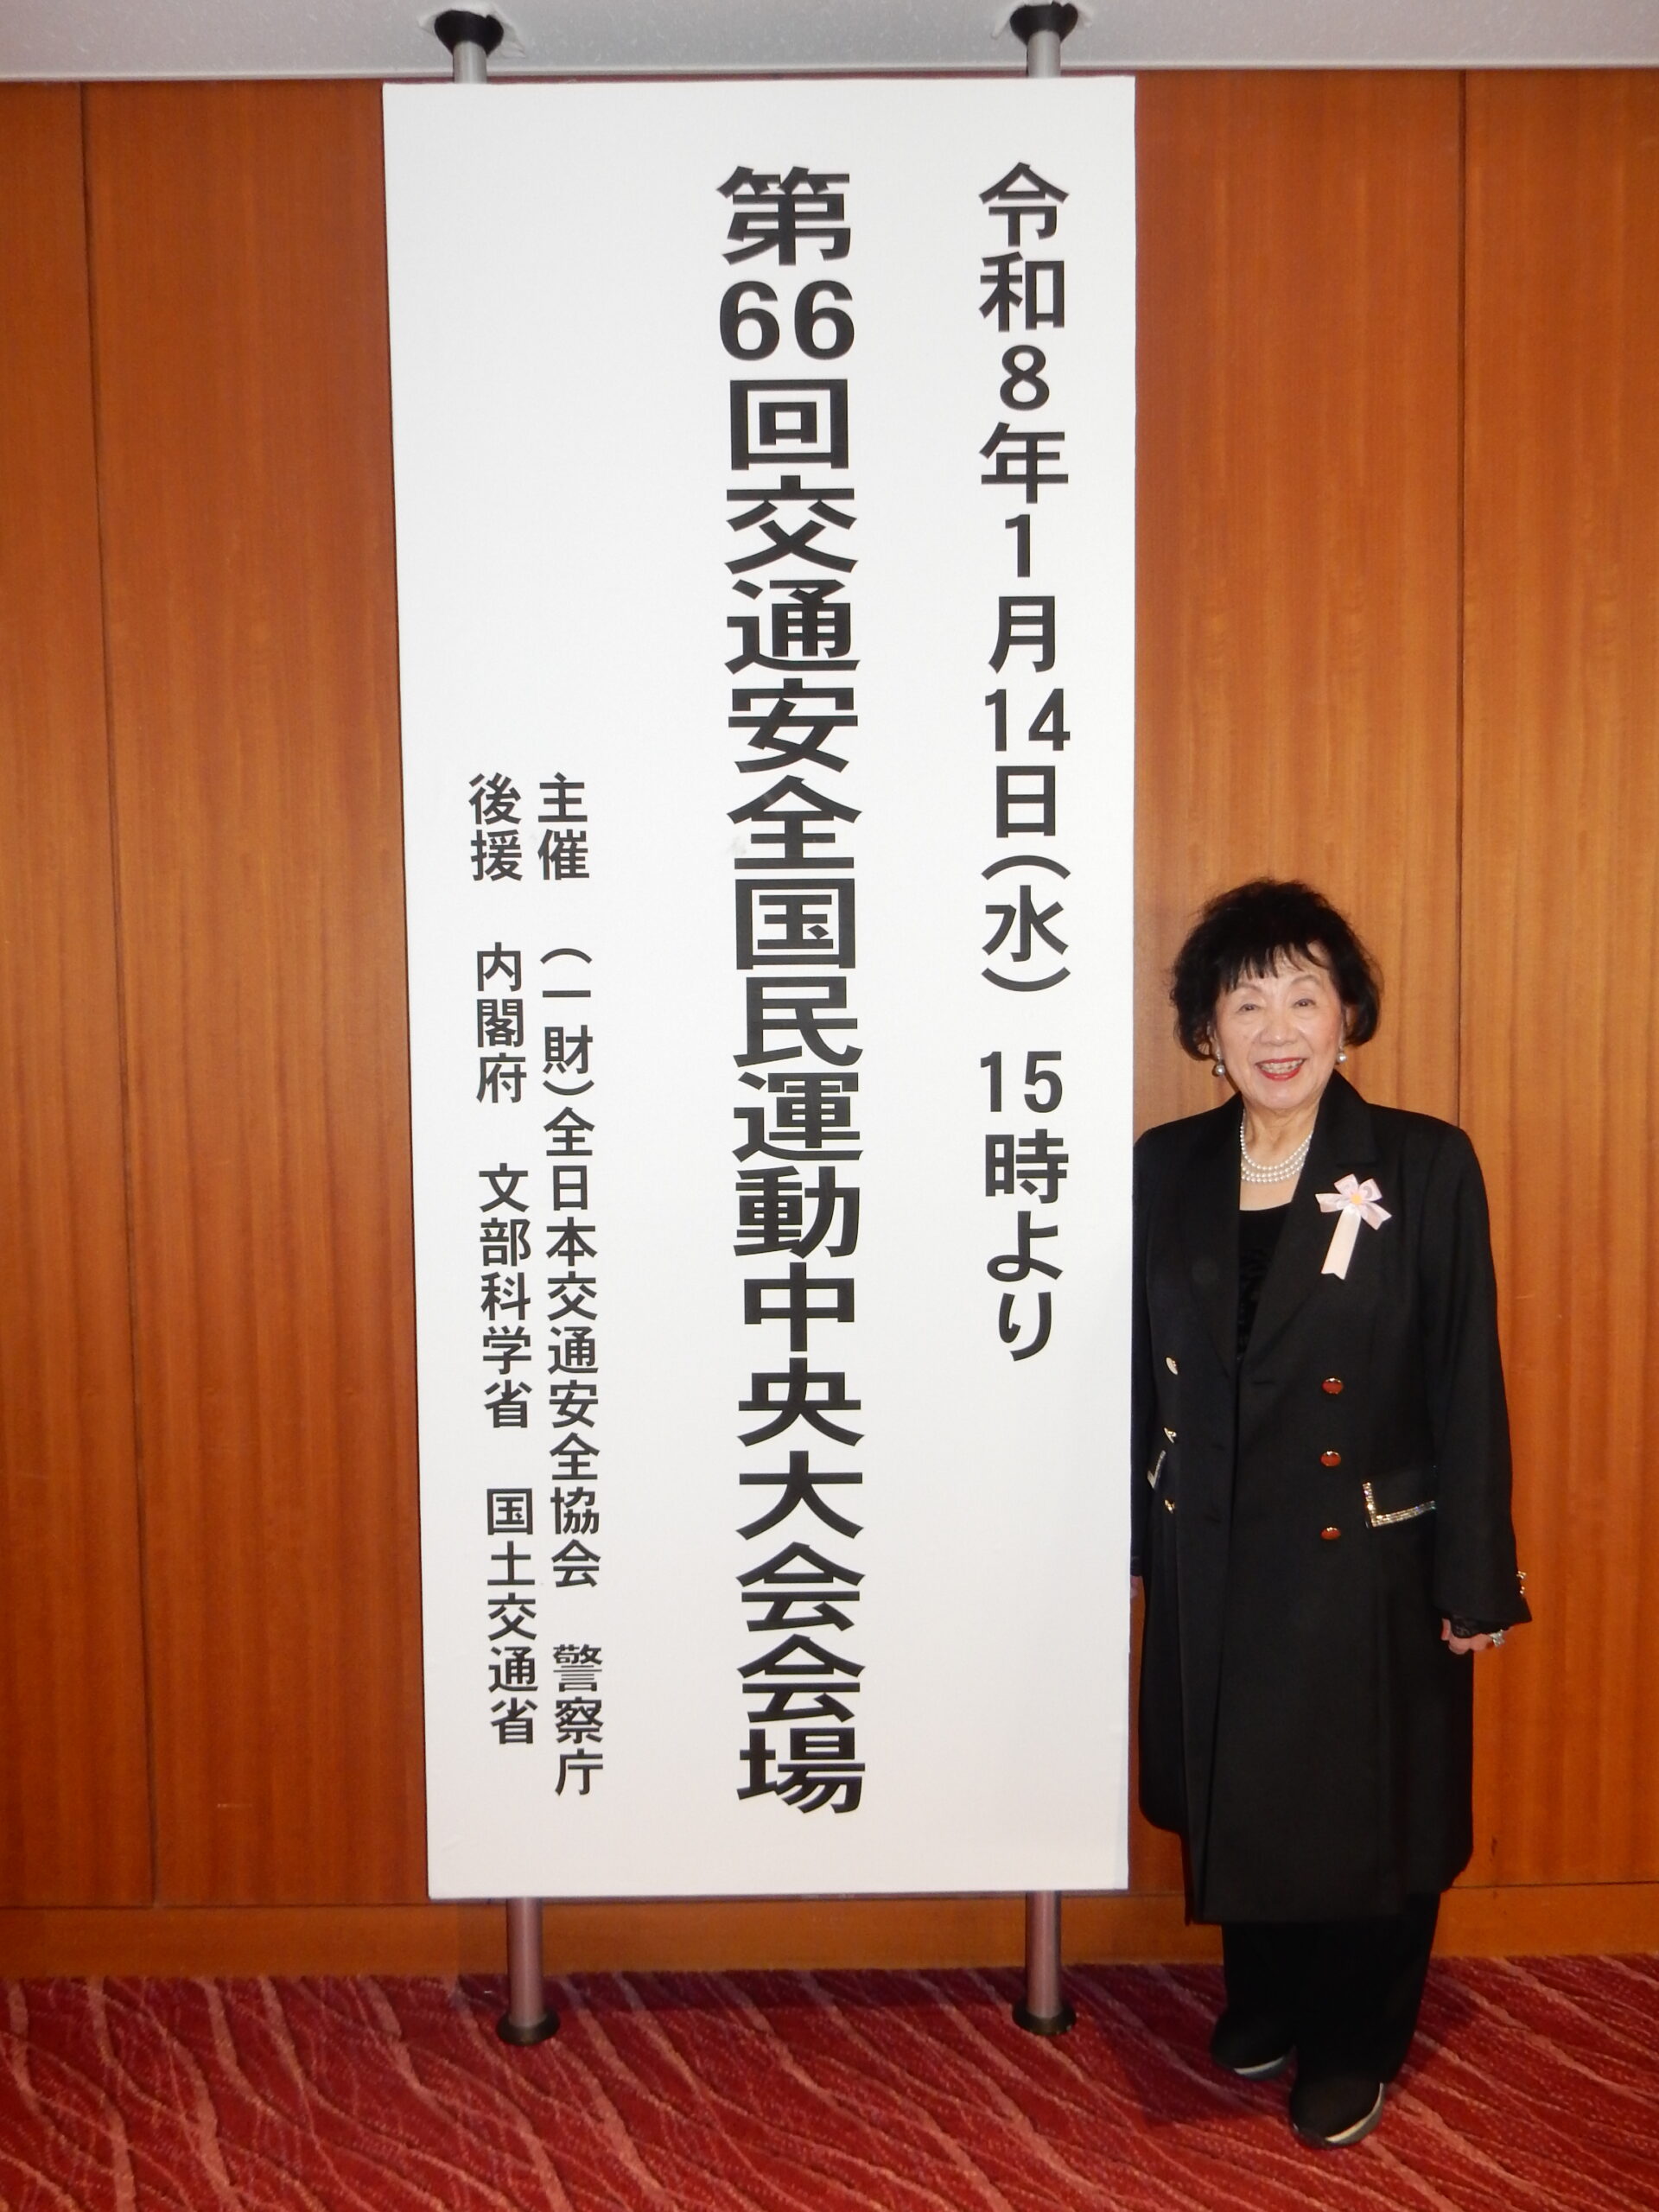 令和8年1月14日(水)　15時より
第66回交通安全国民運動中央大会会場
主催　(一財)全日本交通安全協会　警察庁
後援　内閣府　文部科学省　国土交通省